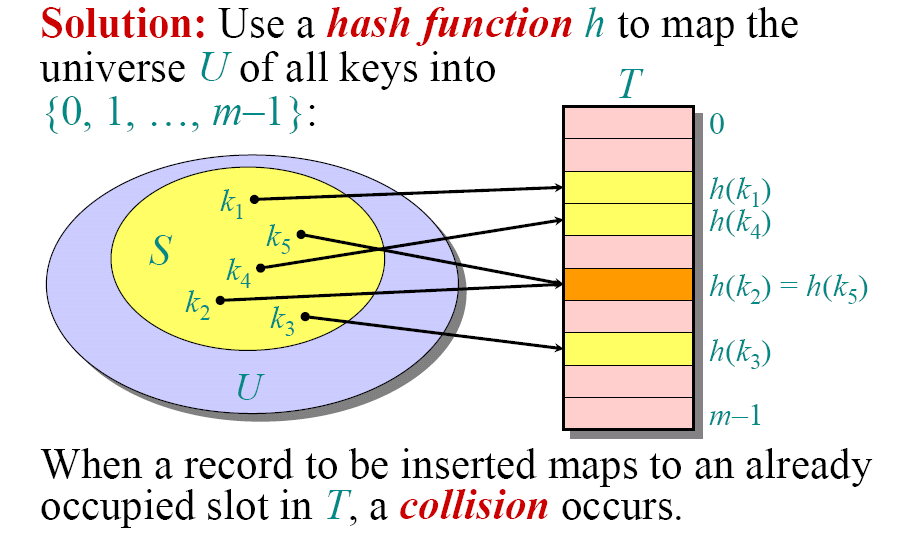 Solution: Use a hash function h to map the
universe U of all keys into
{0, 1, …, m–1}:
T
0
k₁
h(k₁)
h(k₄)
k₅
S
k₄
k₂
h(k₂) = h(k₅)
k₃
h(k₃)
U
m–1
When a record to be inserted maps to an already
occupied slot in T, a collision occurs.